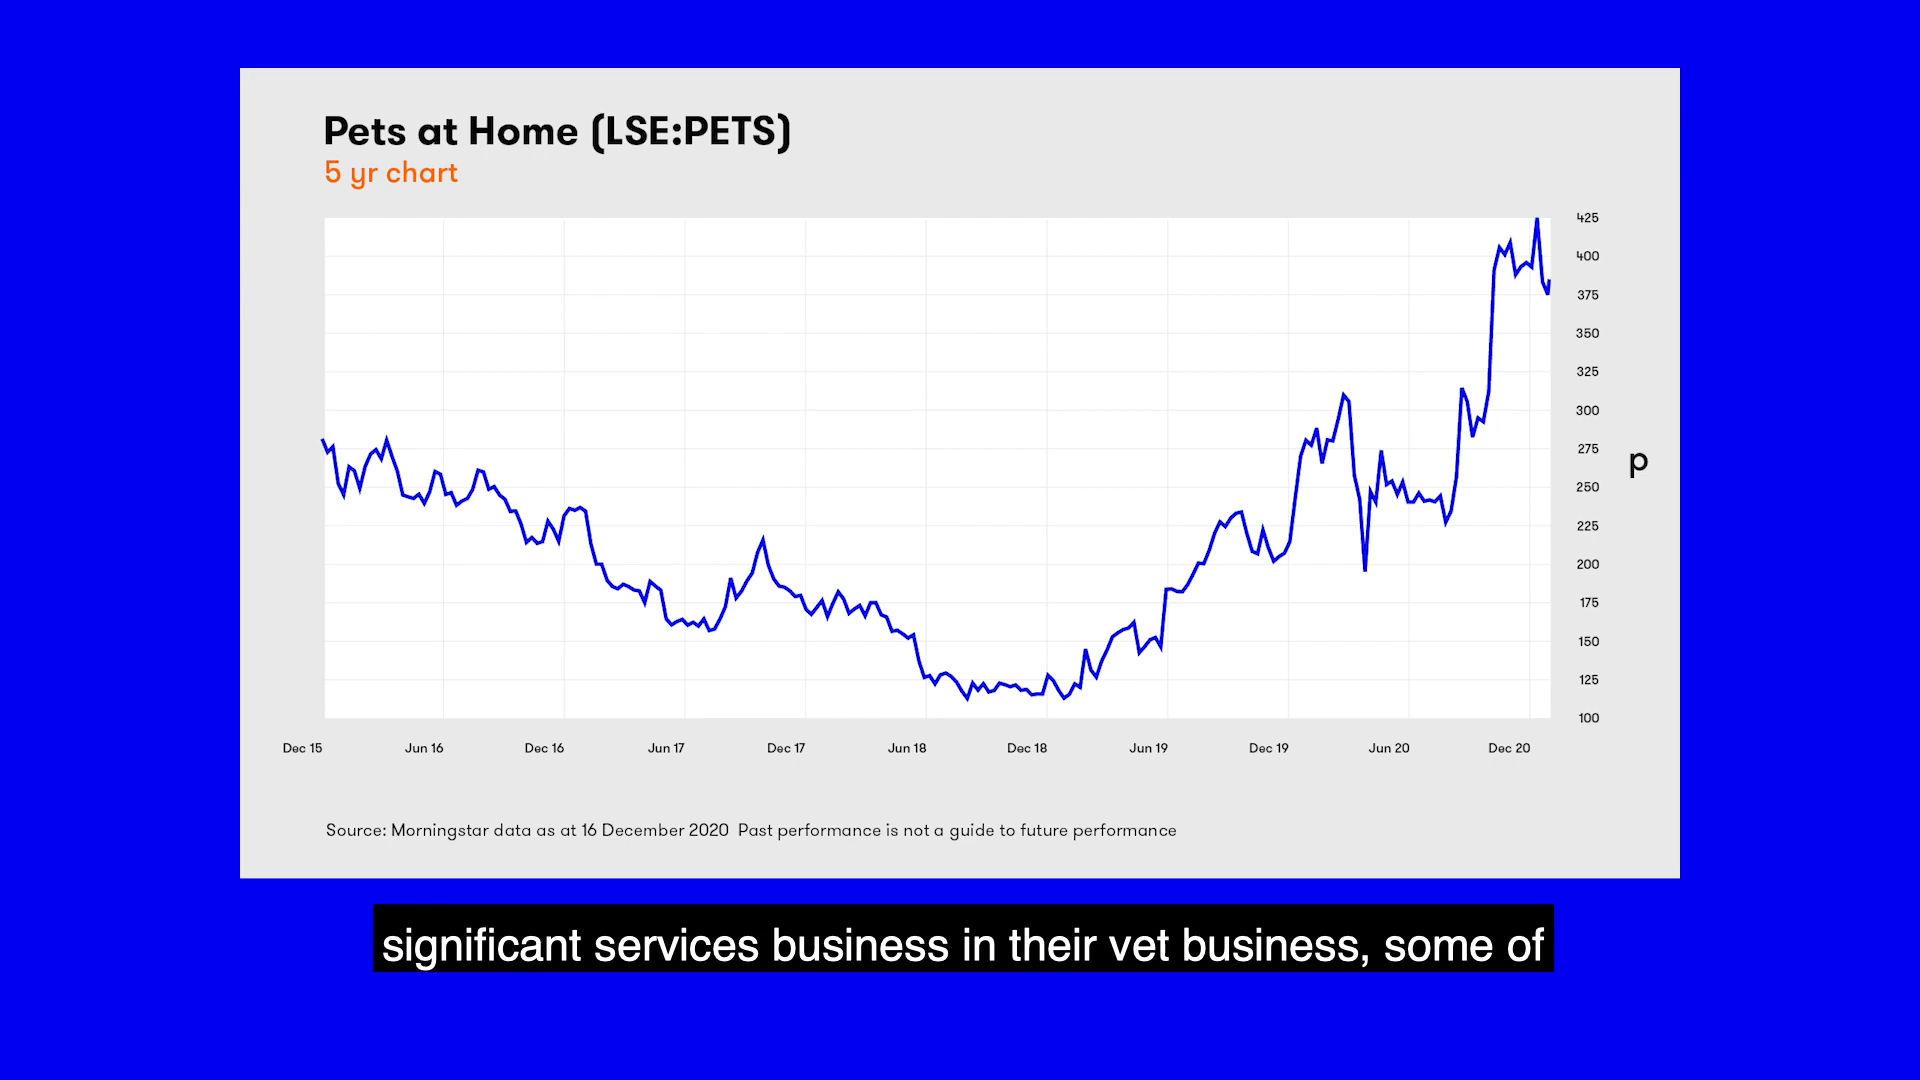 Pets at Home (LSE:PETS)
5 yr chart
425
400
375
350
325
300
275
250
225
200
175
150
125
100
p
Dec 15 Jun 16 Dec 16 Jun 17 Dec 17 Jun 18 Dec 18 Jun 19 Dec 19 Jun 20 Dec 20
Source: Morningstar data as at 16 December 2020 Past performance is not a guide to future performance
significant services business in their vet business, some of